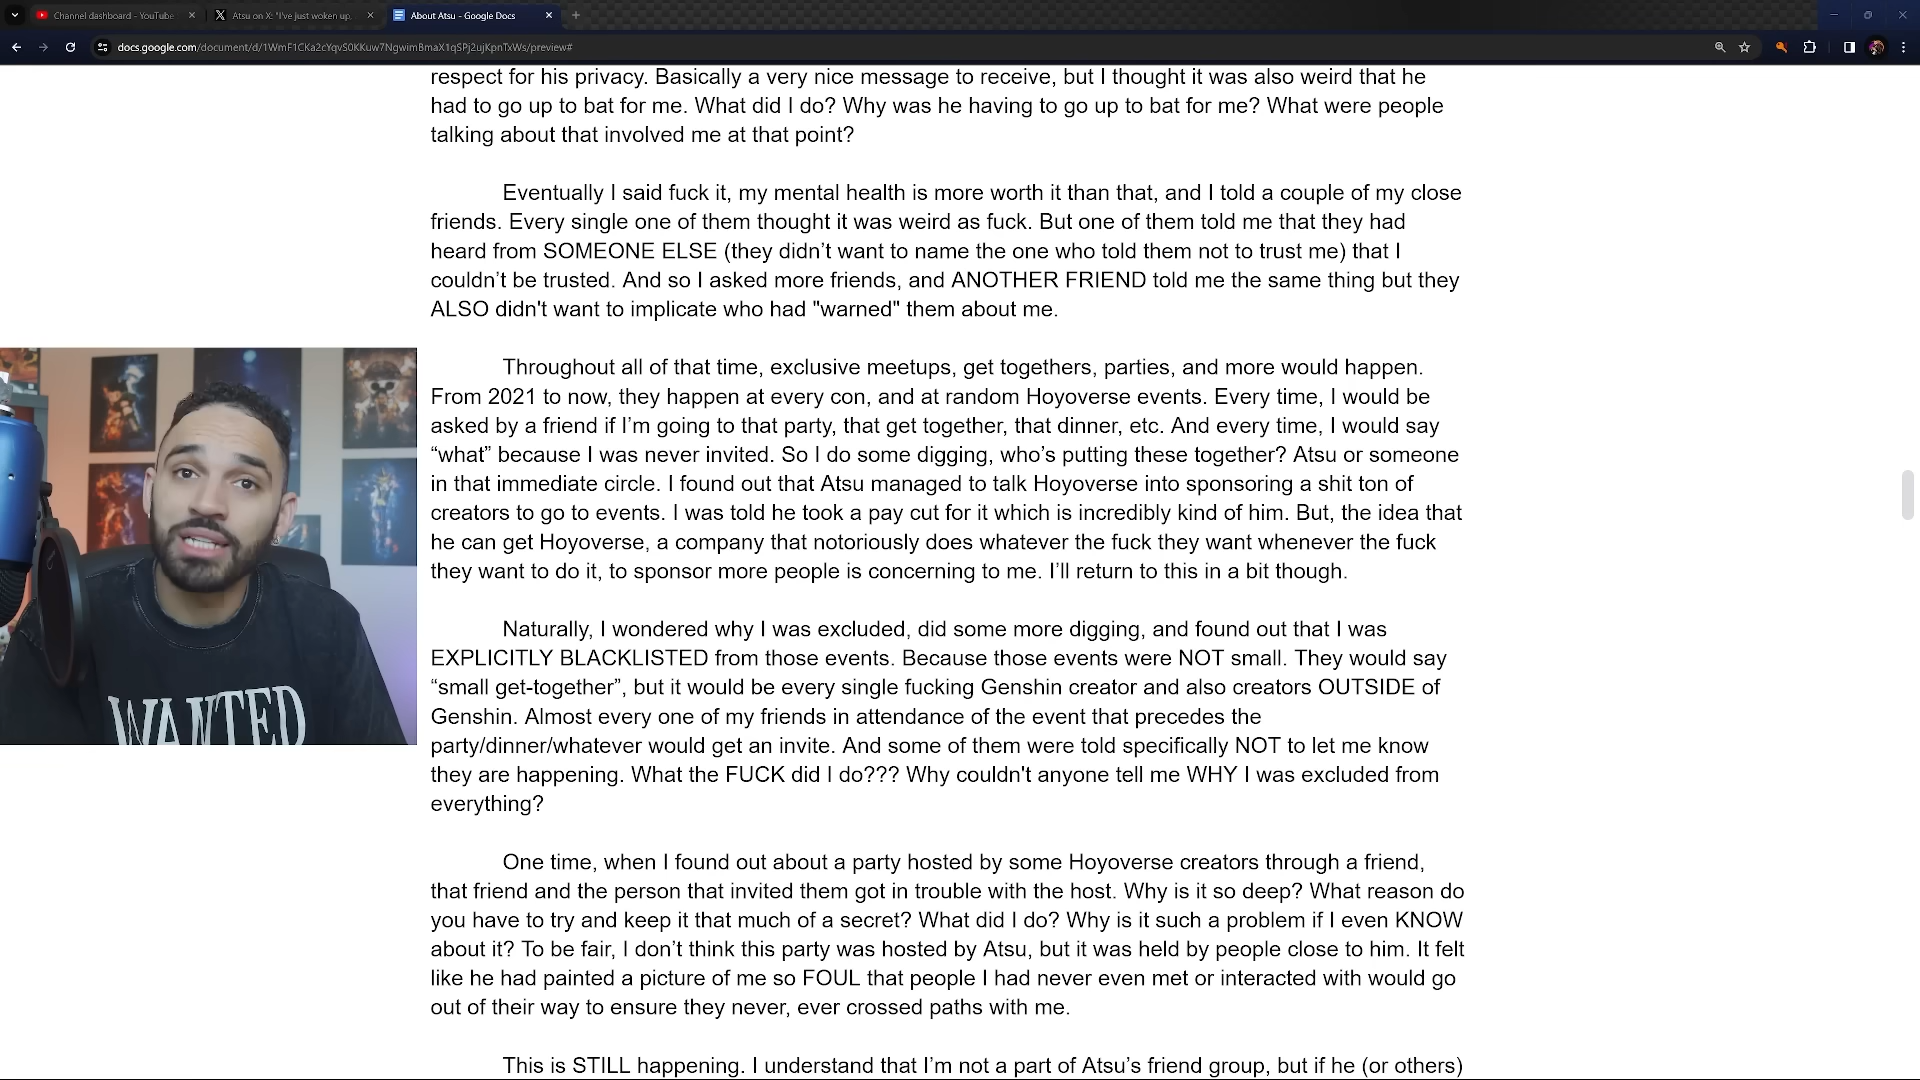 Channel dashboard - YouTube
Atsu on X: "I've just woken up,
About Atsu - Google Docs
docs.google.com/document/d/1WmF1CKa2cYqvS0KKuw7NgwimBmaX1qSPj2ujKpnTxWs/preview#
respect for his privacy. Basically a very nice message to receive, but I thought it was also weird that he
had to go up to bat for me. What did I do? Why was he having to go up to bat for me? What were people
talking about that involved me at that point?
Eventually I said fuck it, my mental health is more worth it than that, and I told a couple of my close
friends. Every single one of them thought it was weird as fuck. But one of them told me that they had
heard from SOMEONE ELSE (they didn’t want to name the one who told them not to trust me) that I
couldn’t be trusted. And so I asked more friends, and ANOTHER FRIEND told me the same thing but they
ALSO didn't want to implicate who had "warned" them about me.
Throughout all of that time, exclusive meetups, get togethers, parties, and more would happen.
From 2021 to now, they happen at every con, and at random Hoyoverse events. Every time, I would be
asked by a friend if I’m going to that party, that get together, that dinner, etc. And every time, I would say
“what” because I was never invited. So I do some digging, who’s putting these together? Atsu or someone
in that immediate circle. I found out that Atsu managed to talk Hoyoverse into sponsoring a shit ton of
creators to go to events. I was told he took a pay cut for it which is incredibly kind of him. But, the idea that
he can get Hoyoverse, a company that notoriously does whatever the fuck they want whenever the fuck
they want to do it, to sponsor more people is concerning to me. I’ll return to this in a bit though.
Naturally, I wondered why I was excluded, did some more digging, and found out that I was
EXPLICITLY BLACKLISTED from those events. Because those events were NOT small. They would say
“small get-together”, but it would be every single fucking Genshin creator and also creators OUTSIDE of
Genshin. Almost every one of my friends in attendance of the event that precedes the
party/dinner/whatever would get an invite. And some of them were told specifically NOT to let me know
they are happening. What the FUCK did I do??? Why couldn't anyone tell me WHY I was excluded from
everything?
WANTED
One time, when I found out about a party hosted by some Hoyoverse creators through a friend,
that friend and the person that invited them got in trouble with the host. Why is it so deep? What reason do
you have to try and keep it that much of a secret? What did I do? Why is it such a problem if I even KNOW
about it? To be fair, I don’t think this party was hosted by Atsu, but it was held by people close to him. It felt
like he had painted a picture of me so FOUL that people I had never even met or interacted with would go
out of their way to ensure they never, ever crossed paths with me.
This is STILL happening. I understand that I’m not a part of Atsu’s friend group, but if he (or others)